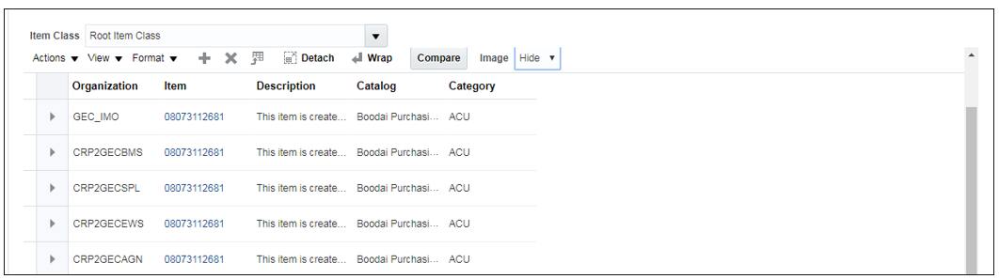 Item Class Root Item Class
Actions View Format Detach Wrap Compare Image Hide
Organization Item Description Catalog Category
GEC_IMO 08073112681 This item is create... Boodai Purchasi... ACU
CRP2GECBMS 08073112681 This item is create... Boodai Purchasi... ACU
CRP2GECSPL 08073112681 This item is create... Boodai Purchasi... ACU
CRP2GECEWS 08073112681 This item is create... Boodai Purchasi... ACU
CRP2GECAGN 08073112681 This item is create... Boodai Purchasi... ACU